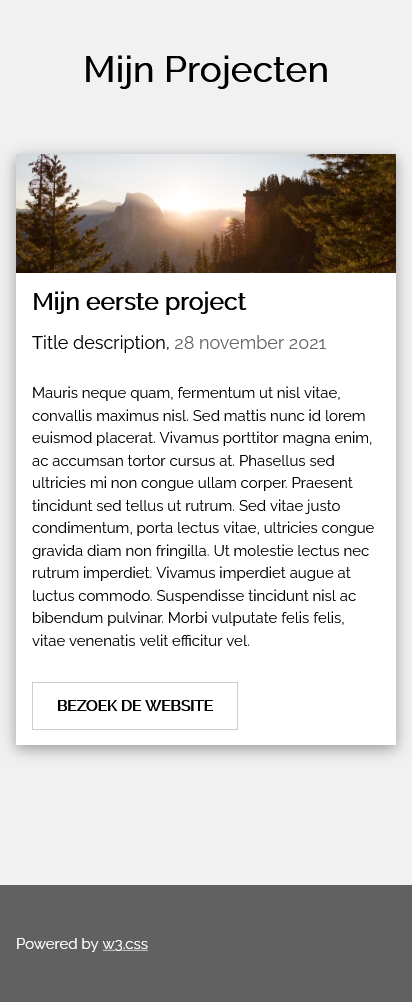 Mijn Projecten
Mijn eerste project
Title description, 28 november 2021
Mauris neque quam, fermentum ut nisl vitae,
convallis maximus nisl. Sed mattis nunc id lorem
euismod placerat. Vivamus porttitor magna enim,
ac accumsan tortor cursus at. Phasellus sed
ultricies mi non congue ullam corper. Praesent
tincidunt sed tellus ut rutrum. Sed vitae justo
condimentum, porta lectus vitae, ultricies congue
gravida diam non fringilla. Ut molestie lectus nec
rutrum imperdiet. Vivamus imperdiet augue at
luctus commodo. Suspendisse tincidunt nisl ac
bibendum pulvinar. Morbi vulputate felis felis,
vitae venenatis velit efficitur vel.
BEZOEK DE WEBSITE
Powered by w3.css